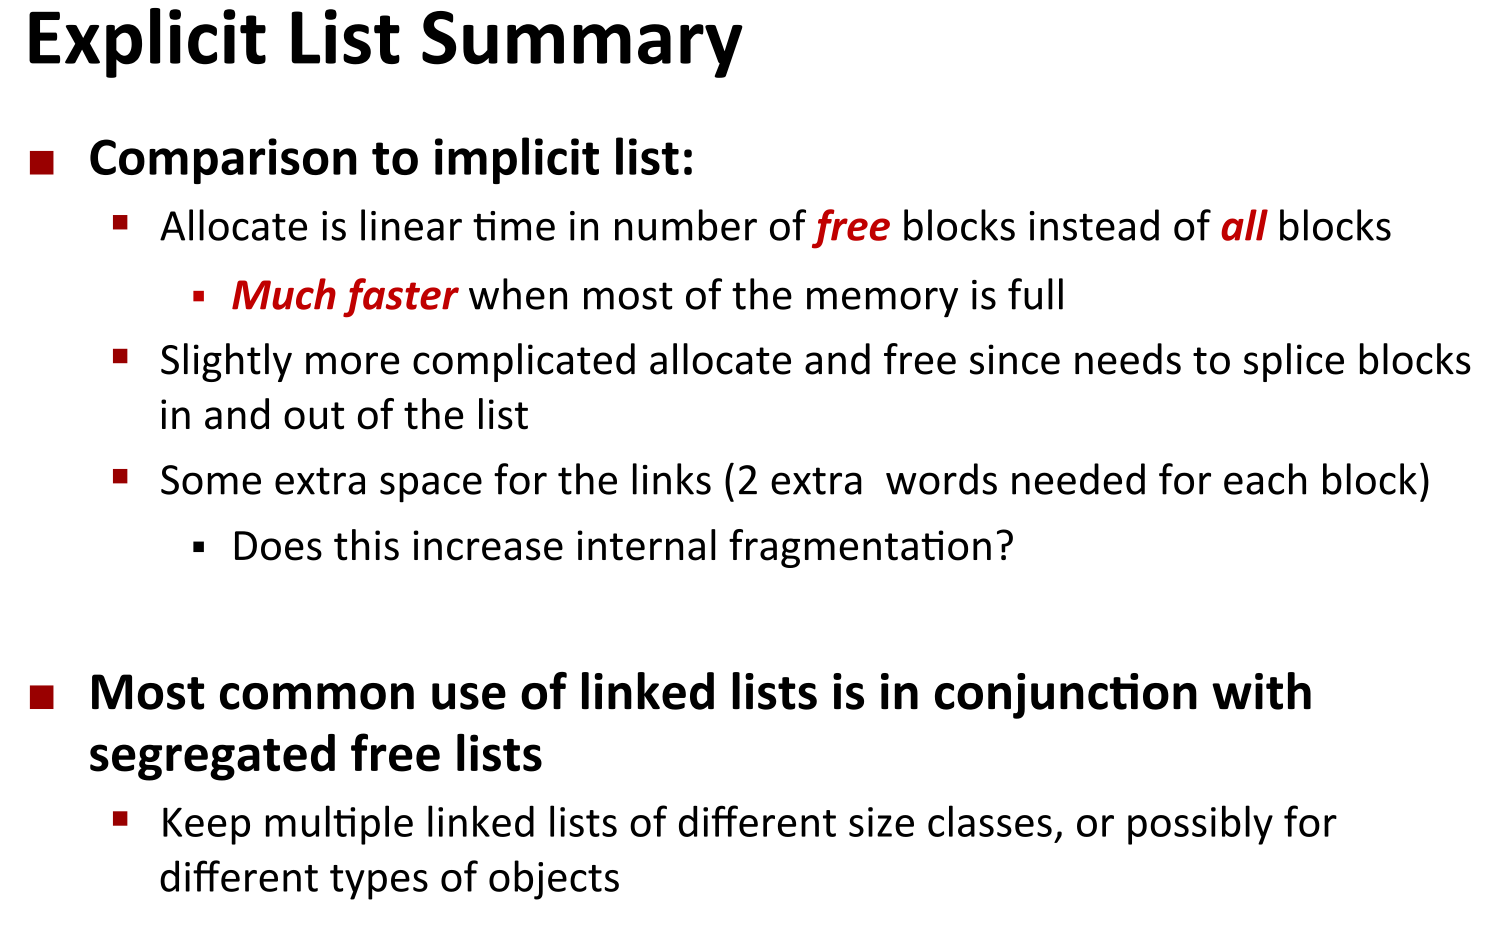 Explicit List Summary
Comparison to implicit list:
Allocate is linear time in number of free blocks instead of all blocks
Much faster when most of the memory is full
Slightly more complicated allocate and free since needs to splice blocks
in and out of the list
Some extra space for the links (2 extra  words needed for each block)
Does this increase internal fragmentation?
Most common use of linked lists is in conjunction with
segregated free lists
Keep multiple linked lists of different size classes, or possibly for
different types of objects